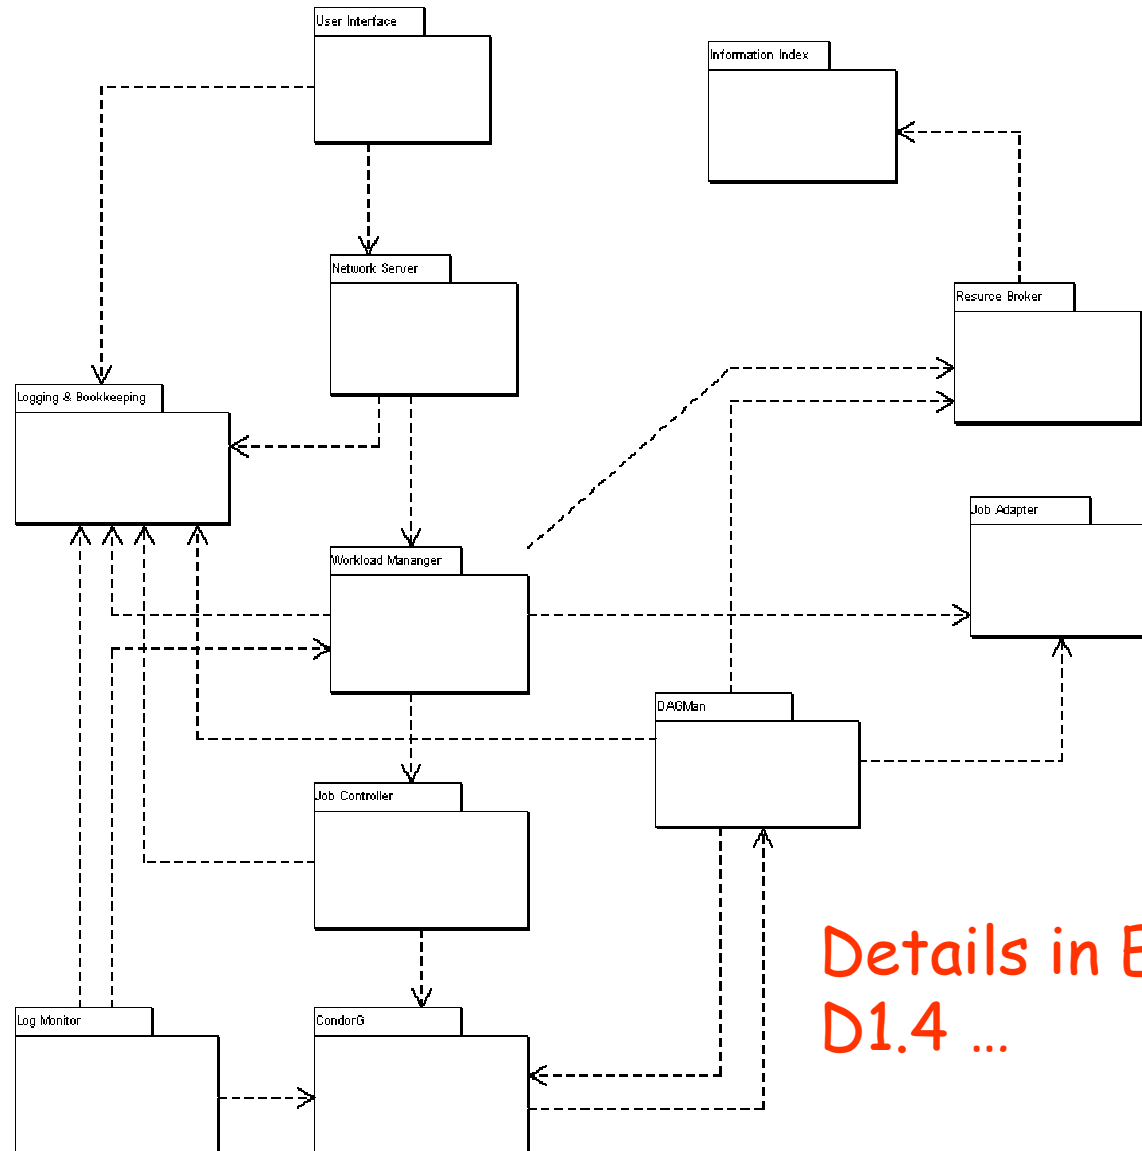 User Interface
Information Index
Network Server
Resurce Broker
Logging & Bookkeeping
Job Adapter
Workload Mananger
DAGMan
Job Controller
Details in E
D1.4 ...
Log Monitor
CondorG